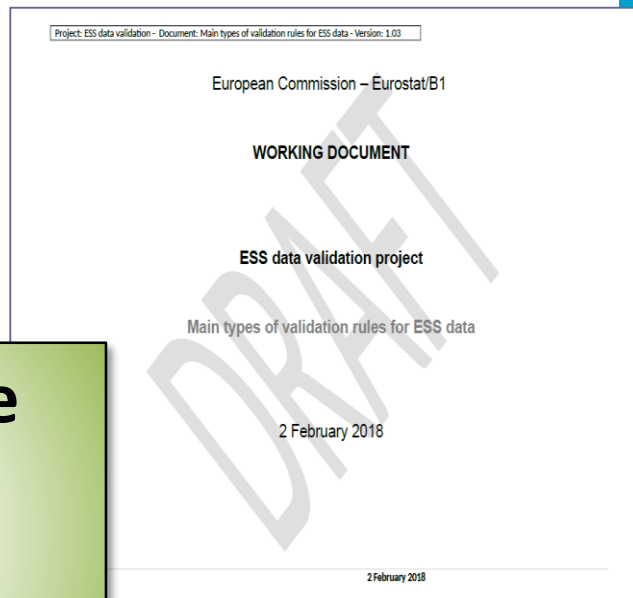 Project: ESS data validation - Document: Main types of validation rules for ESS data - Version: 1.03
European Commission – Eurostat/B1
WORKING DOCUMENT
ESS data validation project
Main types of validation rules for ESS data
2 February 2018
DRAFT
e
2 February 2018